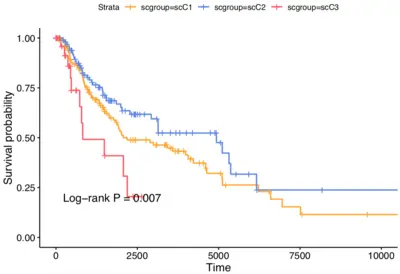 Strata scgroup=scC1 scgroup=scC2 scgroup=scC3
1.00
0.75
0.50
0.25
0.00
Survival probability
Log-rank P = 0.007
0 2500 5000 7500 10000
Time